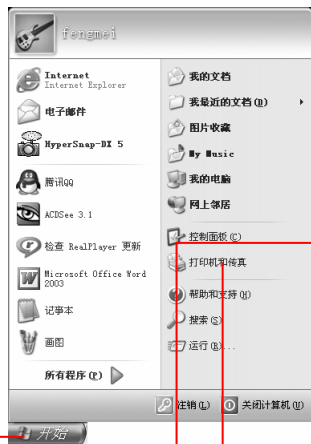 fengmei
Internet
Internet Explorer
电子邮件
HyperSnap-DX 5
腾讯QQ
ACDSee 3.1
检查 RealPlayer 更新
Microsoft Office Word
2003
记事本
画图
所有程序(P)
我的文档
我最近的文档(D)
图片收藏
My Music
我的电脑
网上邻居
控制面板(C)
打印机和传真
帮助和支持(H)
搜索(S)
运行(R)...
注销(L)
关闭计算机(U)
开始